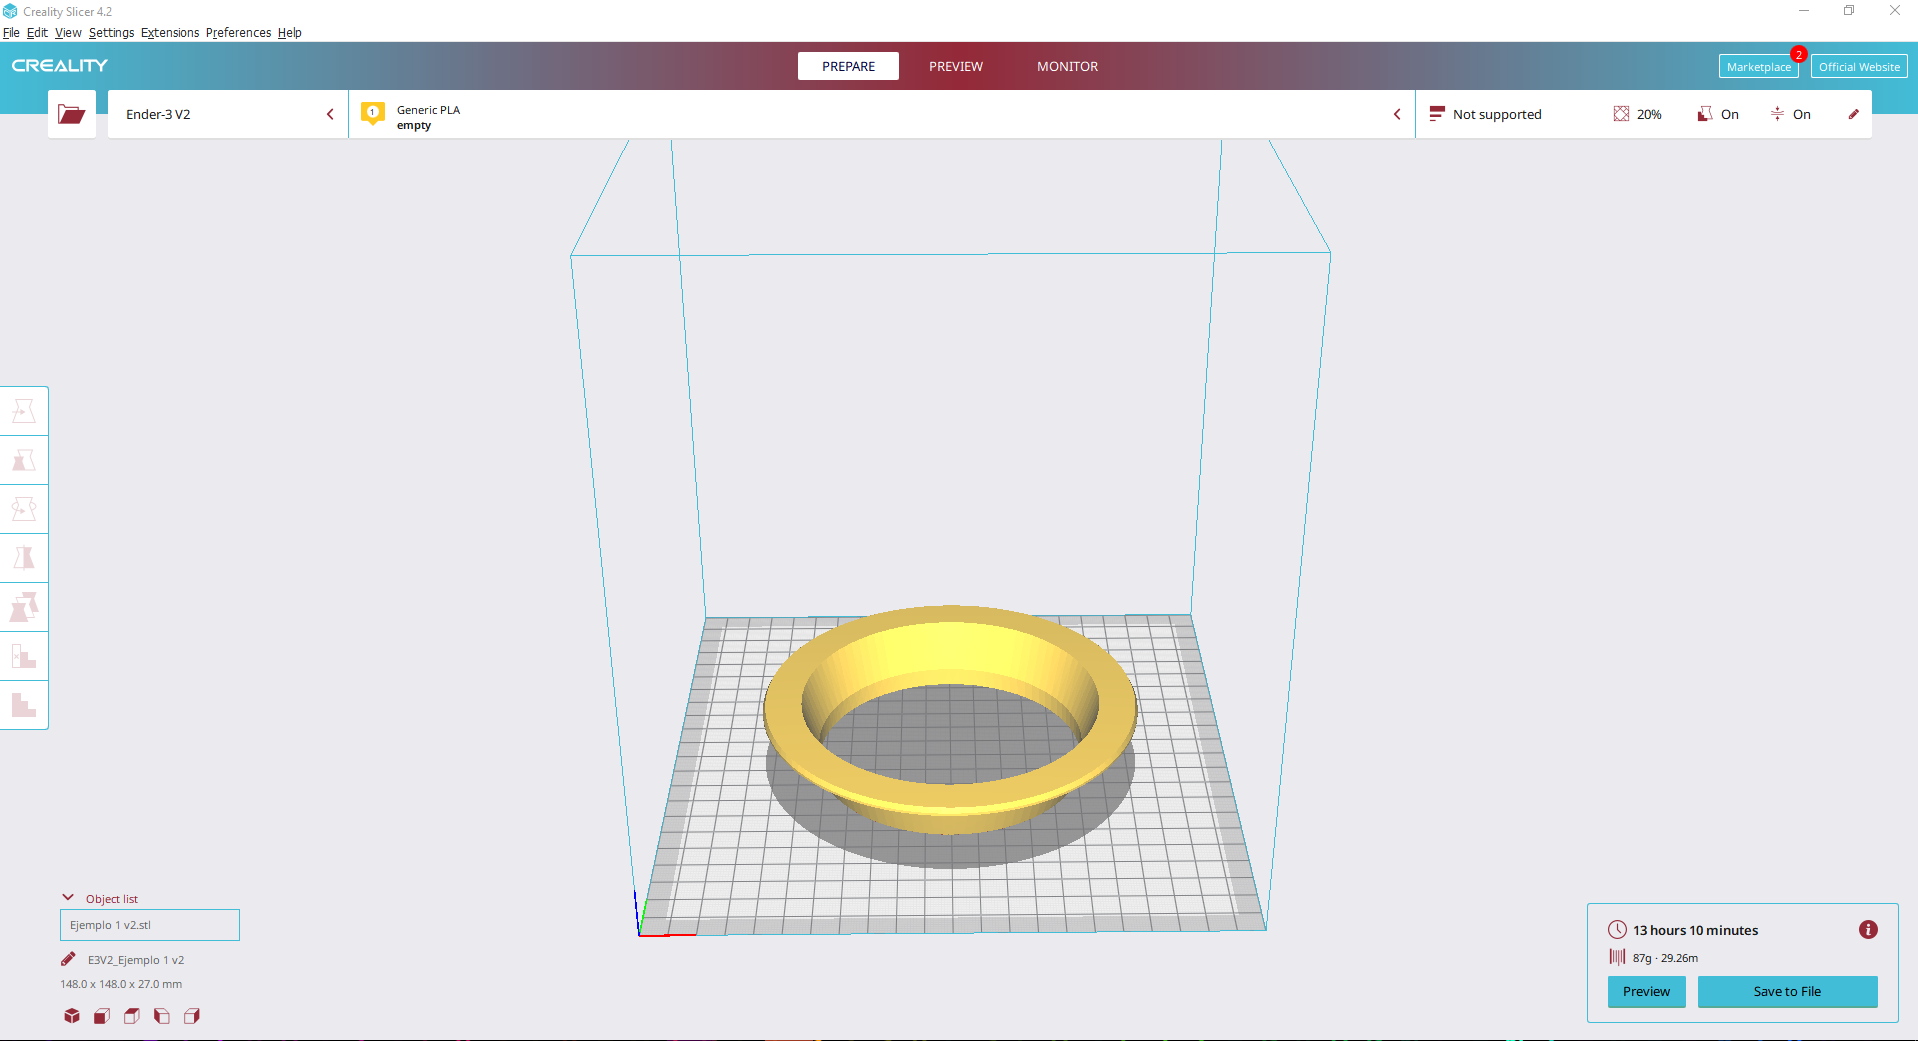 Creality Slicer 4.2
File Edit View Settings Extensions Preferences Help
CREALITY
PREPARE
PREVIEW
MONITOR
Marketplace
2
Official Website
Ender-3 V2
1
Generic PLA
empty
Not supported
20%
On
On
Object list
Ejemplo 1 v2.stl
E3V2_Ejemplo 1 v2
148.0 x 148.0 x 27.0 mm
13 hours 10 minutes
i
87g · 29.26m
Preview
Save to File